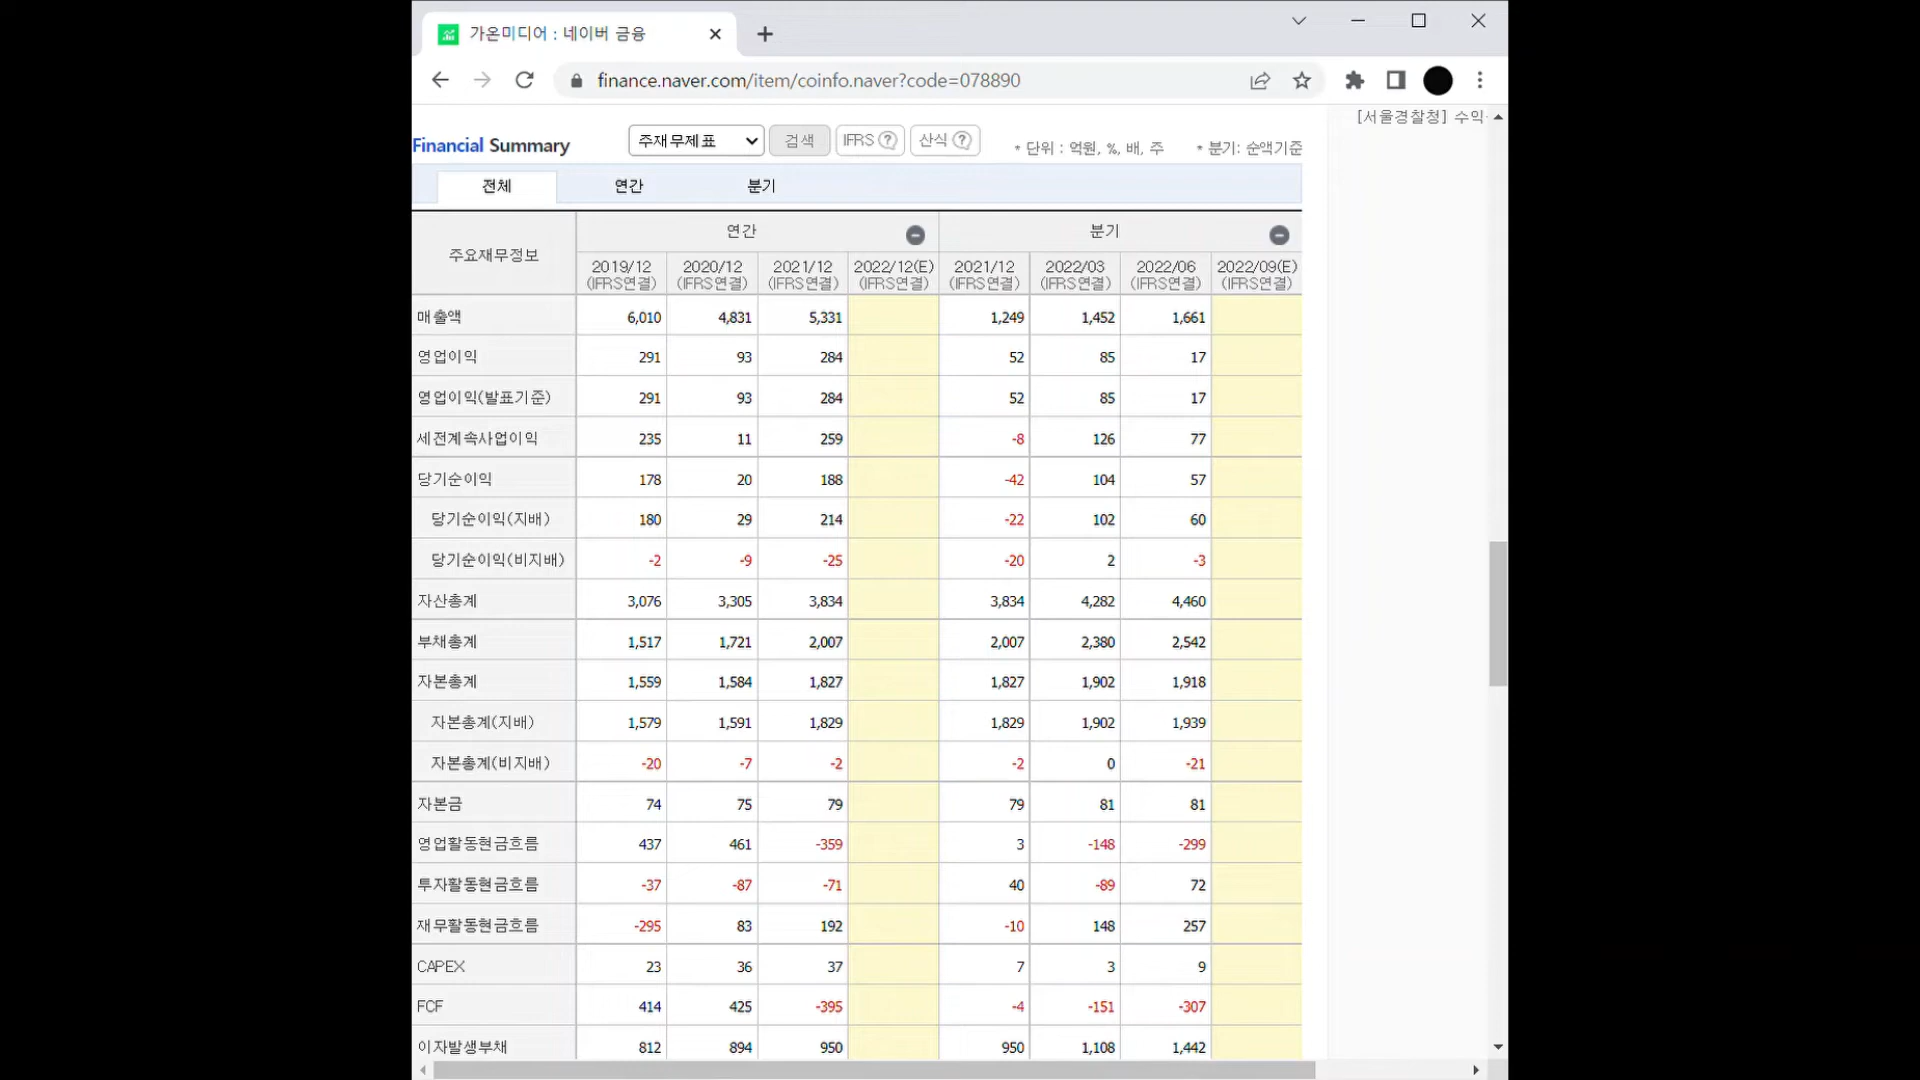 가온미디어 : 네이버 금융
finance.naver.com/item/coinfo.naver?code=078890
[서울경찰청] 수익
Financial Summary 주재무제표 검색 IFRS ? 산식 ? * 단위 : 억원, %, 배, 주 * 분기: 순액기준
전체 연간 분기
주요재무정보 연간 분기
2019/12 2020/12 2021/12 2022/12(E) 2021/12 2022/03 2022/06 2022/09(E)
(IFRS연결) (IFRS연결) (IFRS연결) (IFRS연결) (IFRS연결) (IFRS연결) (IFRS연결) (IFRS연결)
매출액 6,010 4,831 5,331 1,249 1,452 1,661
영업이익 291 93 284 52 85 17
영업이익(발표기준) 291 93 284 52 85 17
세전계속사업이익 235 11 259 -8 126 77
당기순이익 178 20 188 -42 104 57
당기순이익(지배) 180 29 214 -22 102 60
당기순이익(비지배) -2 -9 -25 -20 2 -3
자산총계 3,076 3,305 3,834 3,834 4,282 4,460
부채총계 1,517 1,721 2,007 2,007 2,380 2,542
자본총계 1,559 1,584 1,827 1,827 1,902 1,918
자본총계(지배) 1,579 1,591 1,829 1,829 1,902 1,939
자본총계(비지배) -20 -7 -2 -2 0 -21
자본금 74 75 79 79 81 81
영업활동현금흐름 437 461 -359 3 -148 -299
투자활동현금흐름 -37 -87 -71 40 -89 72
재무활동현금흐름 -295 83 192 -10 148 257
CAPEX 23 36 37 7 3 9
FCF 414 425 -395 -4 -151 -307
이자발생부채 812 894 950 950 1,108 1,442